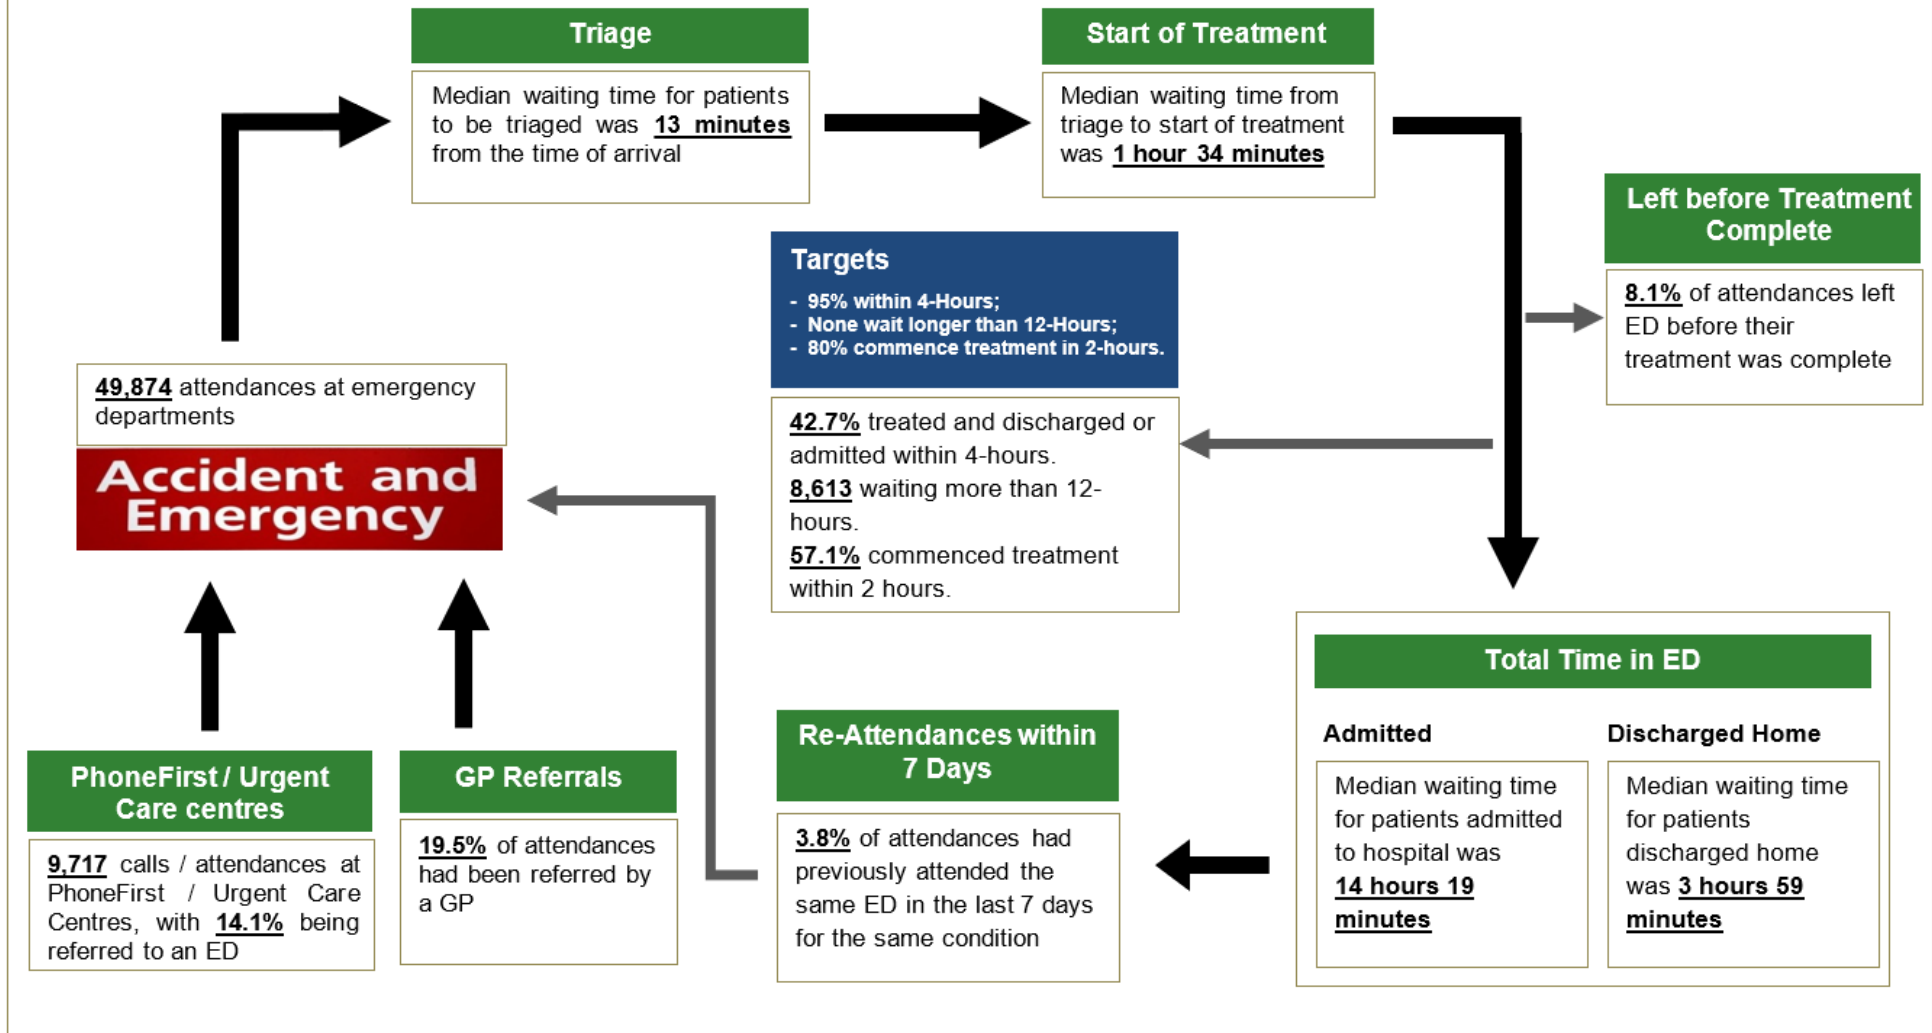 Triage
Median waiting time for patients
to be triaged was 13 minutes
from the time of arrival
Start of Treatment
Median waiting time from
triage to start of treatment
was 1 hour 34 minutes
Left before Treatment
Complete
8.1% of attendances left
ED before their
treatment was complete
Targets
- 95% within 4-Hours;
- None wait longer than 12-Hours;
- 80% commence treatment in 2-hours.
42.7% treated and discharged or
admitted within 4-hours.
8,613 waiting more than 12-
hours.
57.1% commenced treatment
within 2 hours.
49,874 attendances at emergency
departments
Accident and
Emergency
PhoneFirst / Urgent
Care centres
9,717 calls / attendances at
PhoneFirst / Urgent Care
Centres, with 14.1% being
referred to an ED
GP Referrals
19.5% of attendances
had been referred by
a GP
Re-Attendances within
7 Days
3.8% of attendances had
previously attended the
same ED in the last 7 days
for the same condition
Total Time in ED
Admitted
Median waiting time
for patients admitted
to hospital was
14 hours 19
minutes
Discharged Home
Median waiting time
for patients
discharged home
was 3 hours 59
minutes